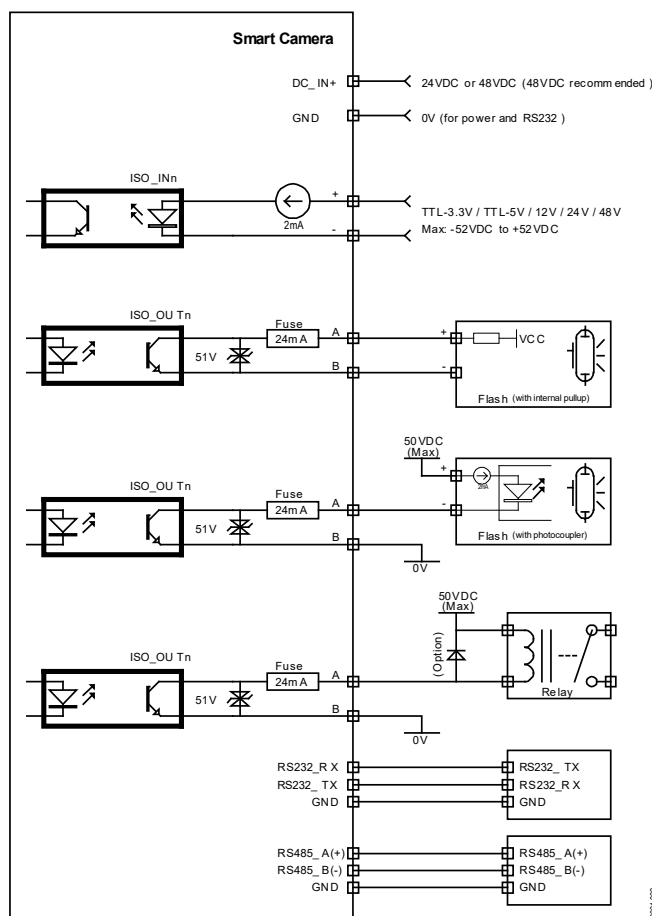 Smart Camera
DC_IN+
24VDC or 48VDC (48VDC recommended )
GND
0V (for power and RS232 )
ISO_INn
+
2mA
-
TTL-3.3V / TTL-5V / 12V / 24V / 48V
Max: -52VDC to +52VDC
ISO_OUTn
51V
Fuse
24mA
A
B
+
-
VCC
Flash (with internal pullup)
ISO_OUTn
51V
Fuse
24mA
A
B
0V
50VDC
(Max)
+
-
2mA
Flash (with photocoupler)
ISO_OUTn
51V
Fuse
24mA
A
B
0V
50VDC
(Max)
(Option)
Relay
RS232_RX
RS232_TX
RS232_TX
RS232_RX
GND
GND
RS485_A(+)
RS485_A(+)
RS485_B(-)
RS485_B(-)
GND
GND